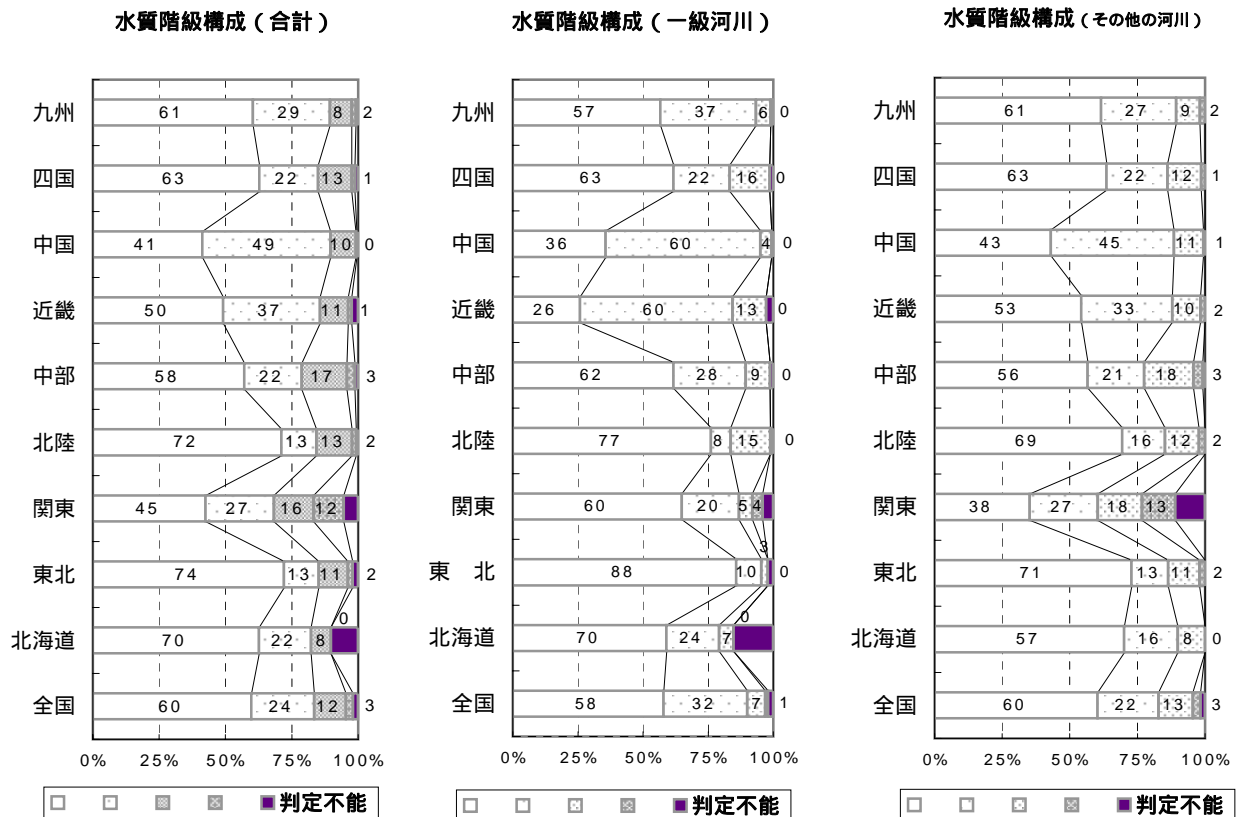 水質階級構成（合計）
九州 61 29 8 2
四国 63 22 13 1
中国 41 49 10 0
近畿 50 37 11 1
中部 58 22 17 3
北陸 72 13 13 2
関東 45 27 16 12
東北 74 13 11 2
0
北海道 70 22 8
全国 60 24 12 3
0% 25% 50% 75% 100%
判定不能
水質階級構成（一級河川）
九州 57 37 6 0
四国 63 22 16 0
中国 36 60 4 0
近畿 26 60 13 0
中部 62 28 9 0
北陸 77 8 15 0
関東 60 20 5 4
3
東　北 88 10 0
0
北海道 70 24 7
全国 58 32 7 1
0% 25% 50% 75% 100%
判定不能
水質階級構成（その他の河川）
九州 61 27 9 2
四国 63 22 12 1
中国 43 45 11 1
近畿 53 33 10 2
中部 56 21 18 3
北陸 69 16 12 2
関東 38 27 18 13
東北 71 13 11 2
北海道 57 16 8 0
全国 60 22 13 3
0% 25% 50% 75% 100%
判定不能